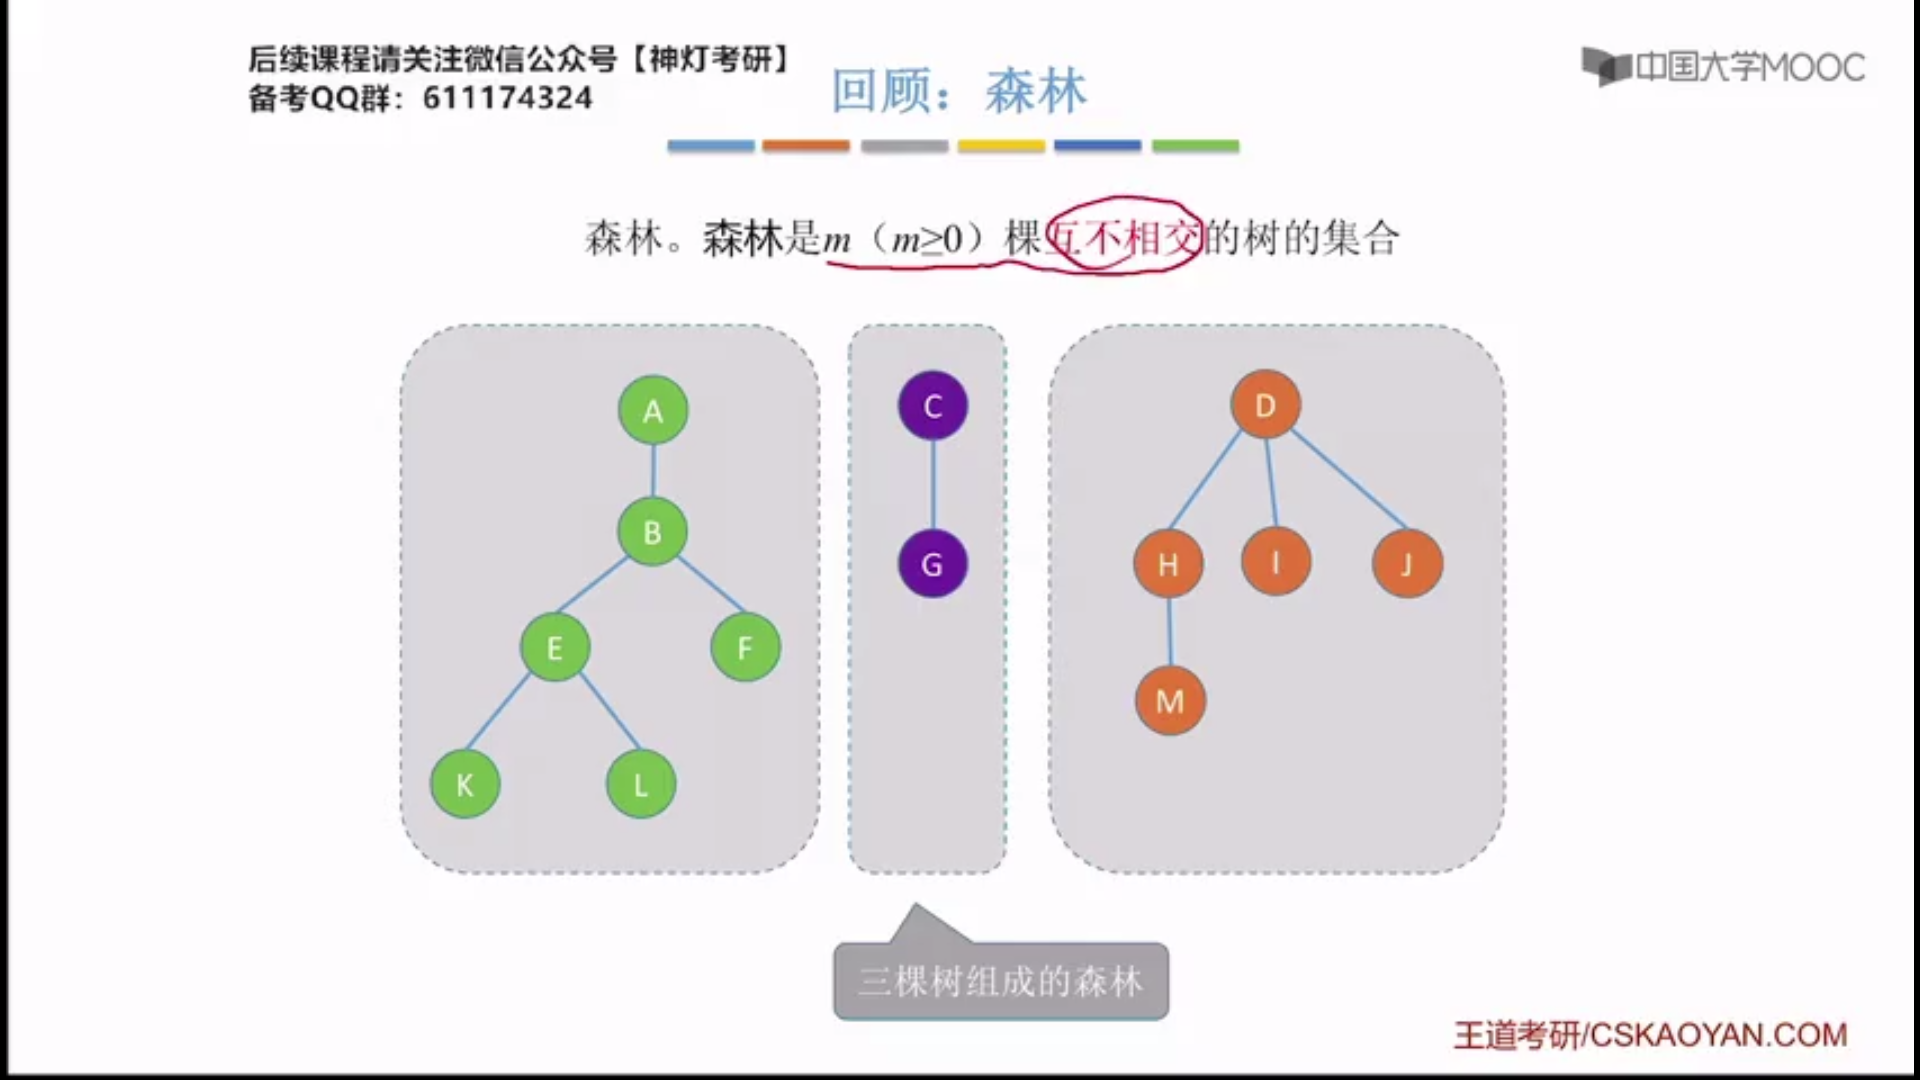 后续课程请关注微信公众号【神灯考研】
备考QQ群：611174324
回顾：森林
中国大学MOOC
森林。森林是m（m≥0）棵互不相交的树的集合
A
C
D
B
G
H
I
J
E
F
M
K
L
三棵树组成的森林
王道考研/CSKAOYAN.COM